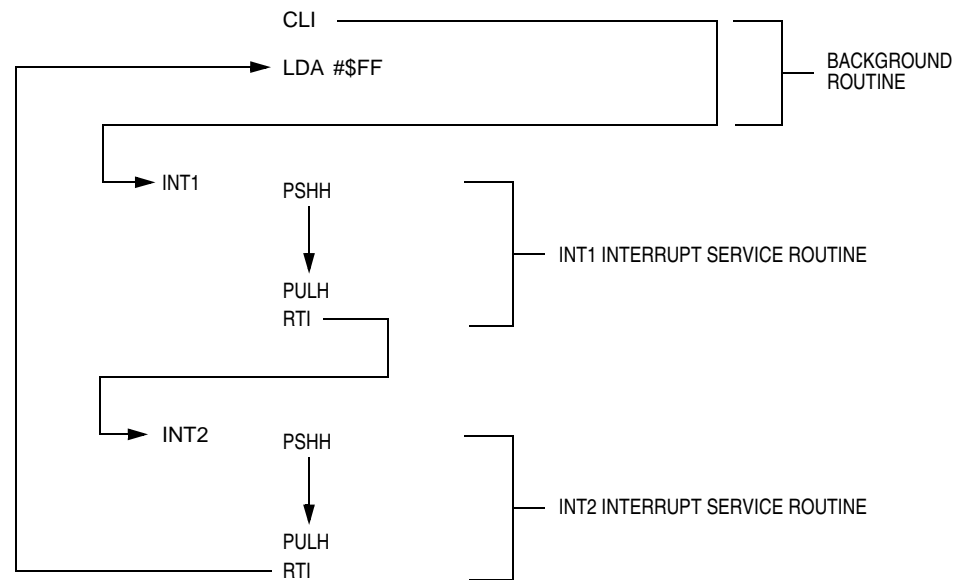 CLI
LDA #$FF
BACKGROUND
ROUTINE
INT1
PSHH
INT1 INTERRUPT SERVICE ROUTINE
PULH
RTI
INT2
PSHH
INT2 INTERRUPT SERVICE ROUTINE
PULH
RTI